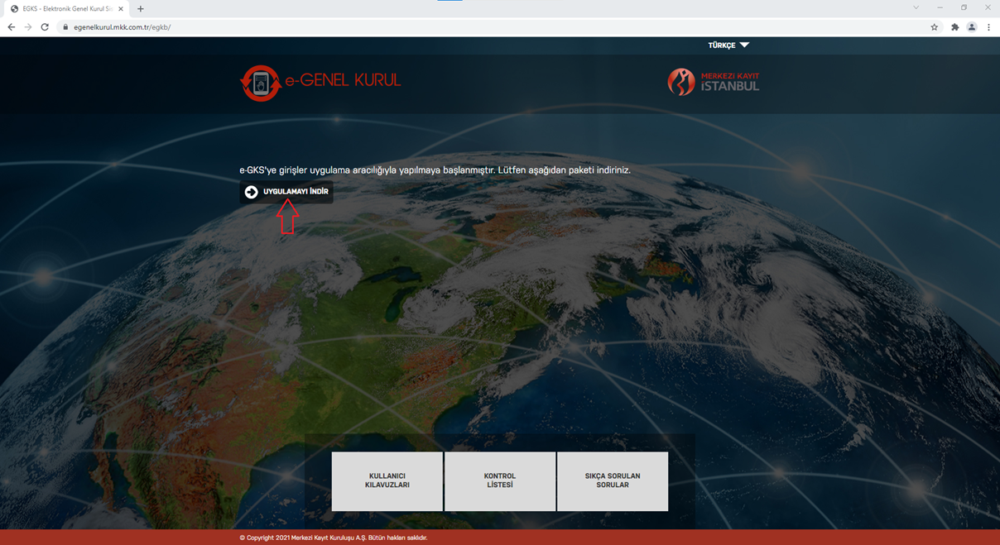 EGKS - Elektronik Genel Kurul Sis
egenelkurul.mkk.com.tr/egkb/
TÜRKÇE
e-GENEL KURUL
MERKEZİ KAYIT
İSTANBUL
e-GKS'ye girişler uygulama aracılığıyla yapılmaya başlanmıştır. Lütfen aşağıdan paketi indiriniz.
UYGULAMAYI İNDİR
KULLANICI
KILAVUZLARI
KONTROL
LİSTESİ
SIKÇA SORULAN
SORULAR
© Copyright 2021 Merkezi Kayıt Kuruluşu A.Ş. Bütün hakları saklıdır.